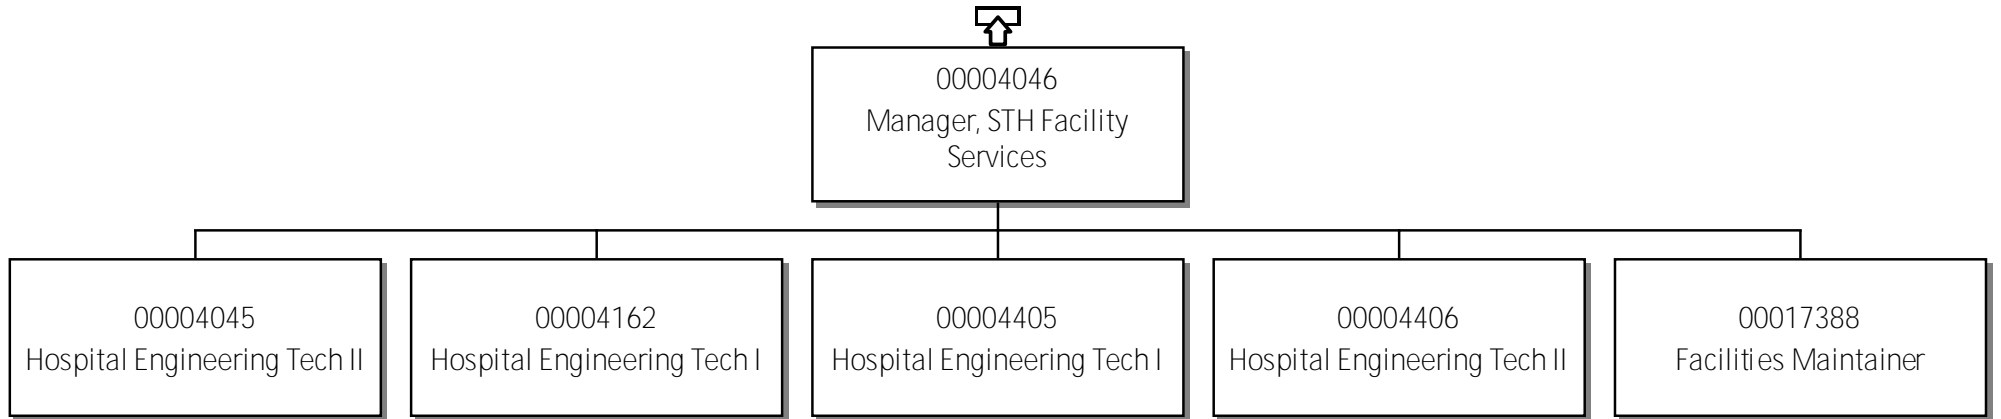 00004046
Manager, STH Facility
Services
00004045
Hospital Engineering Tech II
00004162
Hospital Engineering Tech I
00004405
Hospital Engineering Tech I
00004406
Hospital Engineering Tech II
00017388
Facilities Maintainer